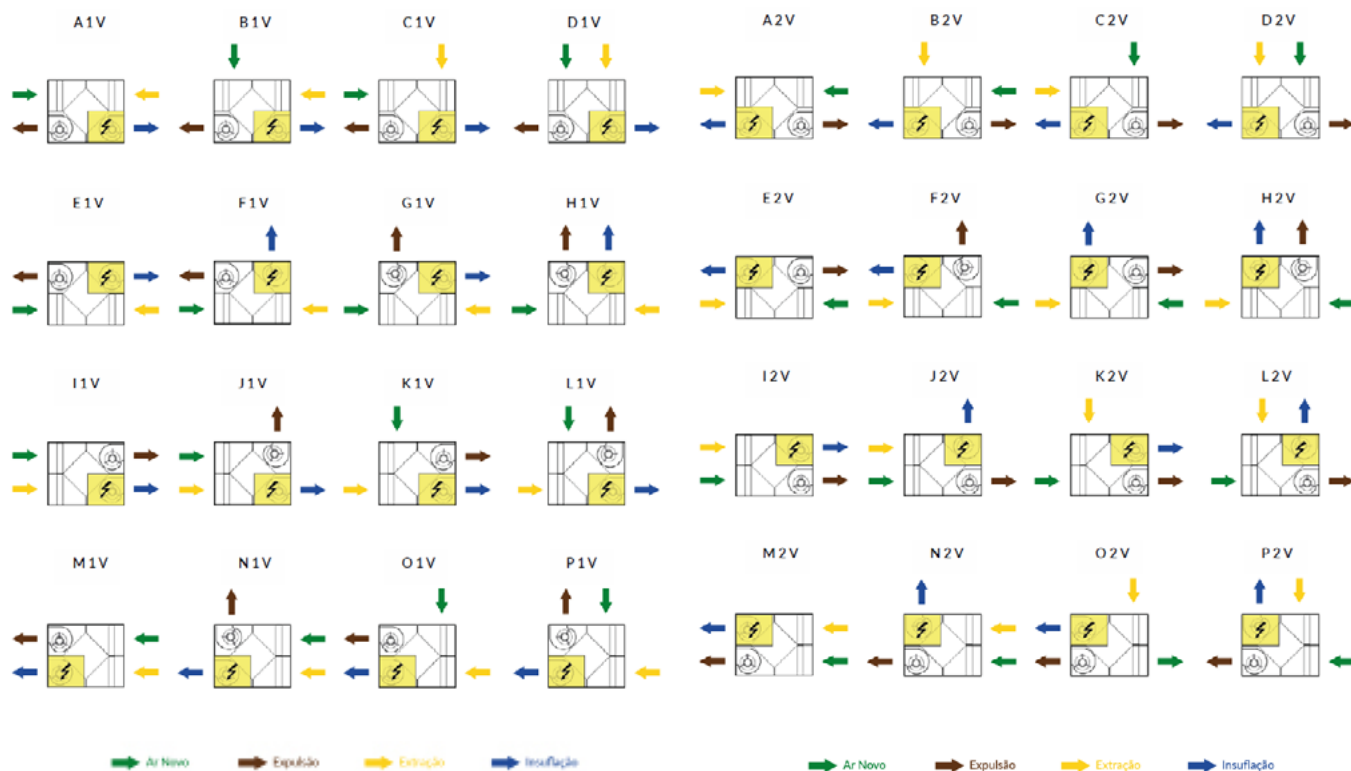 A1V B1V C1V D1V
A2V B2V C2V D2V
E1V F1V G1V H1V
E2V F2V G2V H2V
I1V J1V K1V L1V
I2V J2V K2V L2V
M1V N1V O1V P1V
M2V N2V O2V P2V
Ar Novo Expulsão Extração Insuflação
Ar Novo Expulsão Extração Insuflação